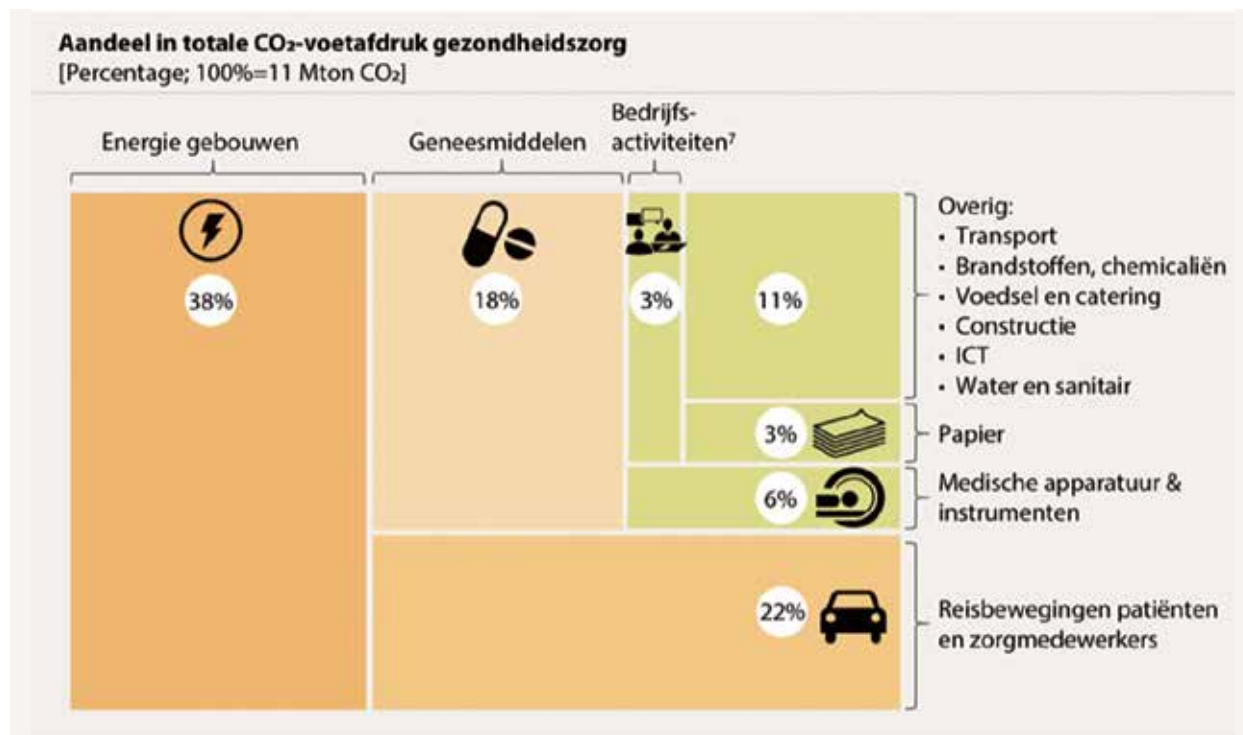 Aandeel in totale CO₂-voetafdruk gezondheidszorg
[Percentage; 100%=11 Mton CO₂]
Energie gebouwen
Geneesmiddelen
Bedrijfs-
activiteiten⁷
38%
18%
3%
11%
Overig:
• Transport
• Brandstoffen, chemicaliën
• Voedsel en catering
• Constructie
• ICT
• Water en sanitair
3%
Papier
6%
Medische apparatuur &
instrumenten
22%
Reisbewegingen patiënten
en zorgmedewerkers